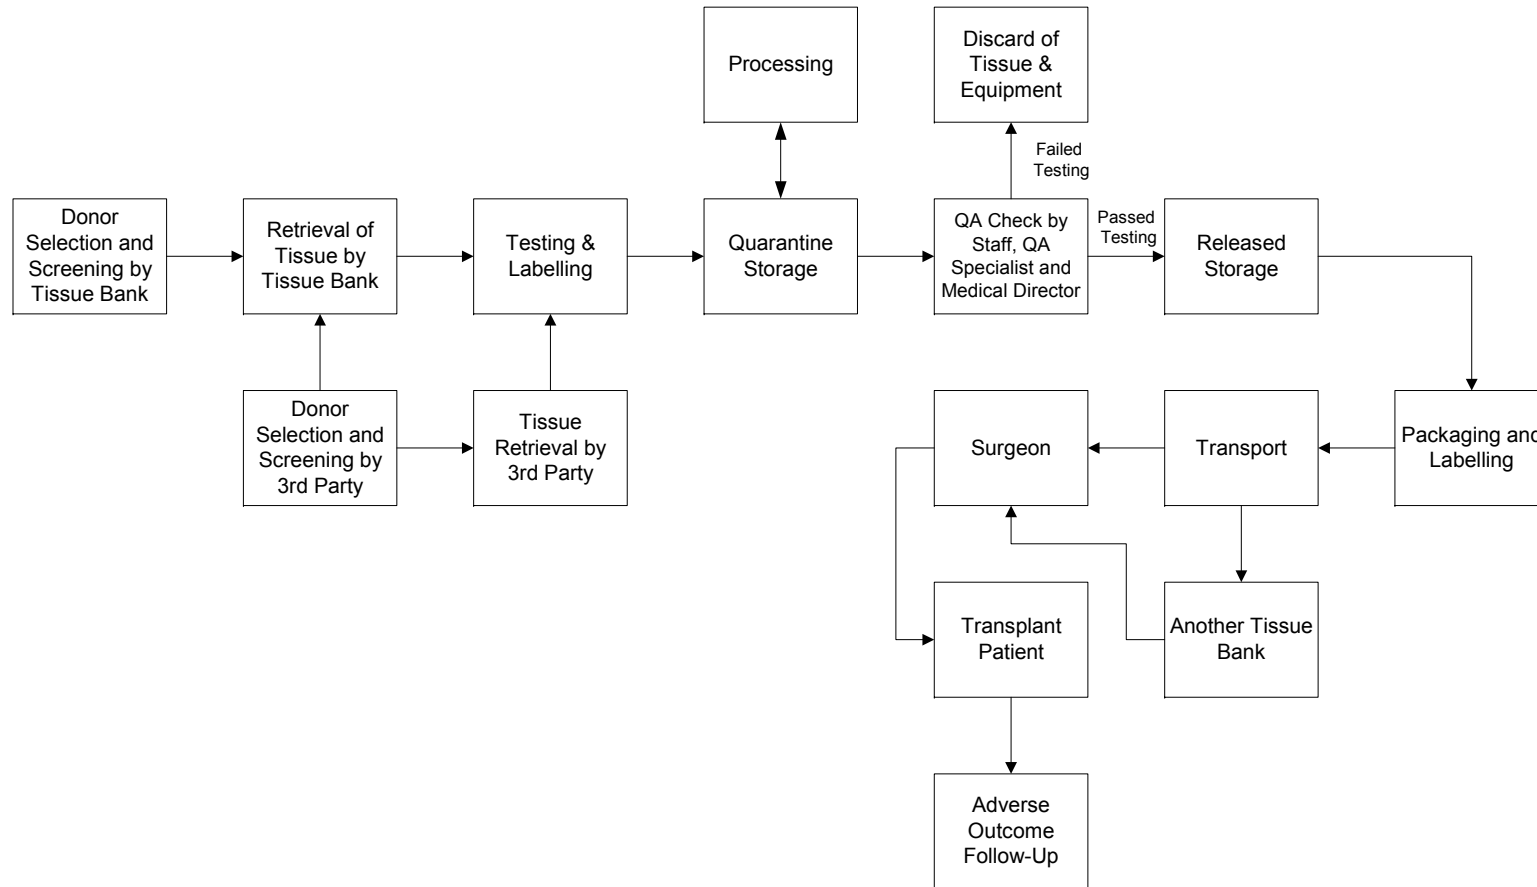 Processing
Discard of
Tissue &
Equipment
Failed
Testing
Donor
Selection and
Screening by
Tissue Bank
Retrieval of
Tissue by
Tissue Bank
Testing &
Labelling
Quarantine
Storage
QA Check by
Staff, QA
Specialist and
Medical Director
Passed
Testing
Released
Storage
Donor
Selection and
Screening by
3rd Party
Tissue
Retrieval by
3rd Party
Surgeon
Transport
Packaging and
Labelling
Transplant
Patient
Another Tissue
Bank
Adverse
Outcome
Follow-Up